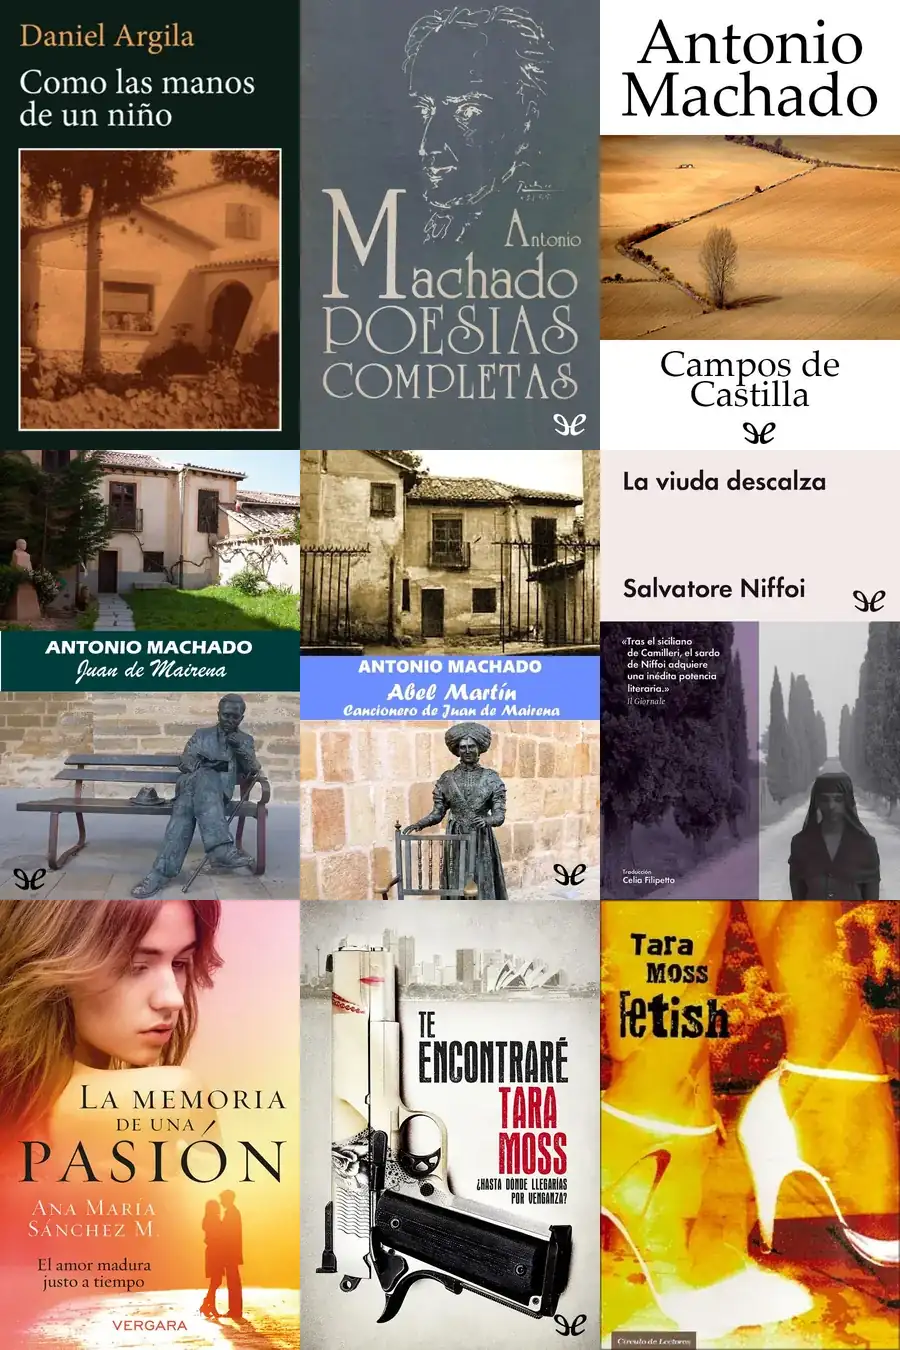 Daniel Argila
Como las manos
de un niño
Antonio
Machado
POESIAS
COMPLETAS
Antonio
Machado
Campos de
Castilla
ANTONIO MACHADO
Juan de Mairena
ANTONIO MACHADO
Abel Martín
Cancionero de Juan de Mairena
La viuda descalza
Salvatore Niffoi
«Tras el siciliano
de Camilleri, el sardo
de Niffoi adquiere
una inédita potencia
literaria.»
Il Giornale
Traducción
Celia Filipetto
LA MEMORIA
DE UNA
PASIÓN
ANA MARÍA
SÁNCHEZ M.
El amor madura
justo a tiempo
VERGARA
TE
ENCONTRARÉ
TARA
MOSS
¿HASTA DÓNDE LLEGARÍAS
POR VENGANZA?
Tara
Moss
Fetish
Círculo de Lectores